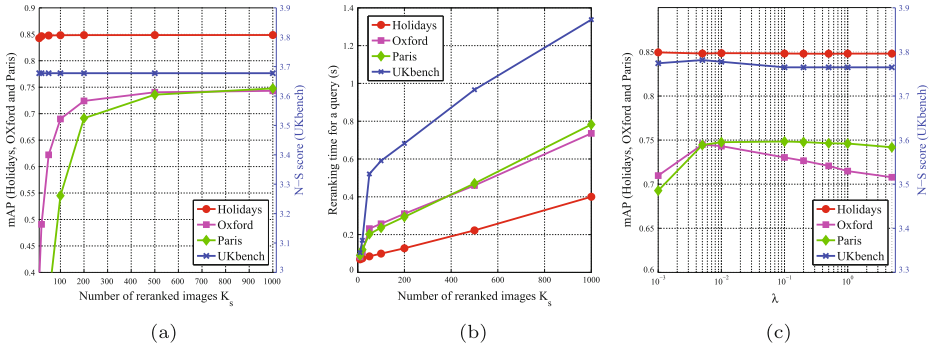 0.9
0.85
0.8
0.75
0.7
0.65
0.6
0.55
0.5
0.45
0.4
mAP (Holidays, OXford and Paris)
3.9
3.8
3.7
3.6
3.5
3.4
3.3
3.2
3.1
3
N−S score (UKbench)
Holidays
Oxford
Paris
UKbench
100 200 300 400 500 600 700 800 900 1000
Number of reranked images Ks
(a)
1.4
1.2
1
0.8
0.6
0.4
0.2
0
Reranking time for a query (s)
Holidays
Oxford
Paris
UKbench
0 200 400 600 800 1000
Number of reranked images Ks
(b)
0.85
0.8
0.75
0.7
0.65
0.6
mAP (Holidays, OXford and Paris)
3.9
3.8
3.7
3.6
3.5
3.4
3.3
N−S score (UKbench)
Holidays
Oxford
Paris
UKbench
10−3 10−2 10−1 100
λ
(c)